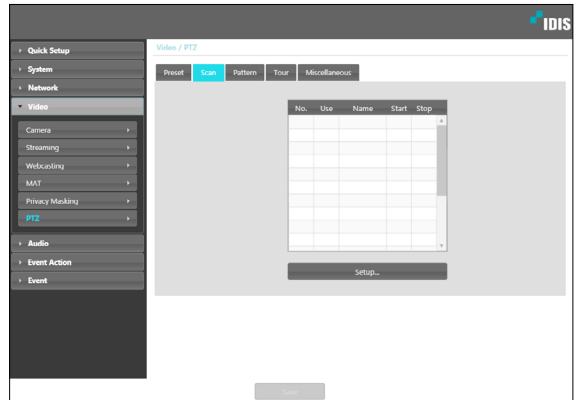 IDIS
Quick Setup
System
Network
Video
Camera
Streaming
Webcasting
MAT
Privacy Masking
PTZ
Audio
Event Action
Event
Video / PTZ
Preset Scan Pattern Tour Miscellaneous
No. Use Name Start Stop
Setup...
Save